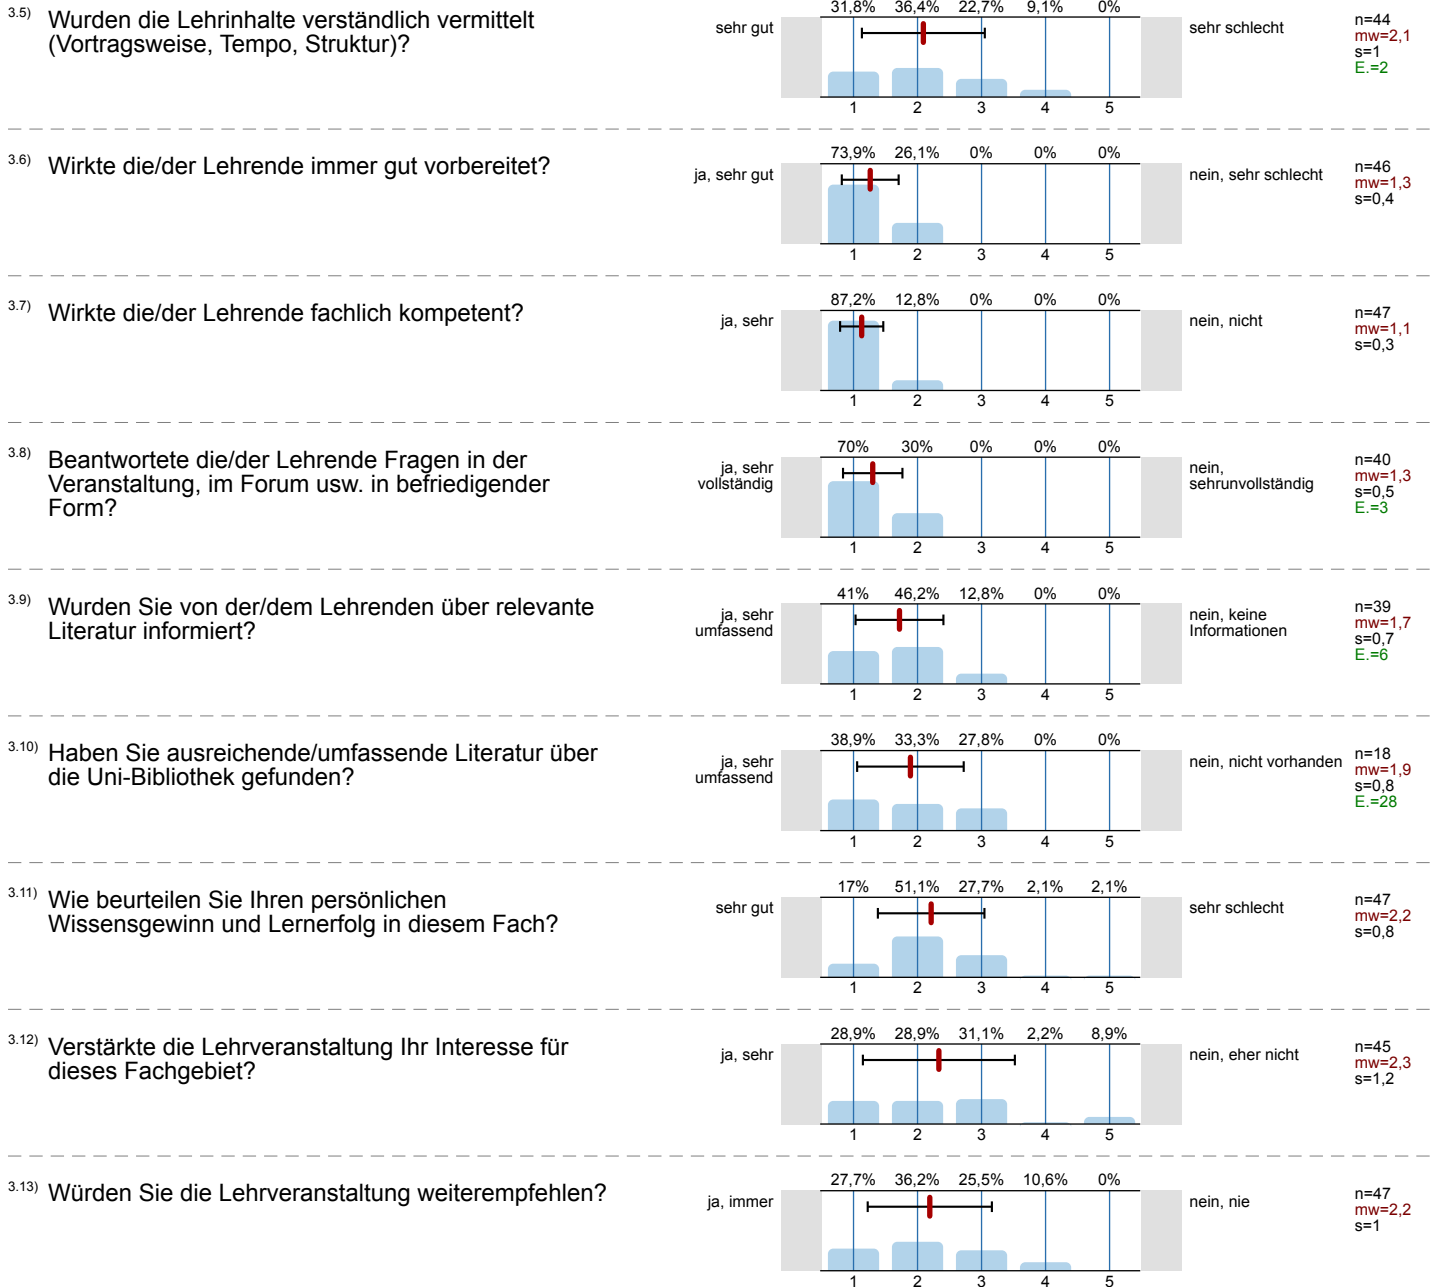 3.5) Wurden die Lehrinhalte verständlich vermittelt
(Vortragsweise, Tempo, Struktur)?
sehr gut
31,8% 36,4% 22,7% 9,1% 0%
1 2 3 4 5
sehr schlecht
n=44
mw=2,1
s=1
E.=2
3.6) Wirkte die/der Lehrende immer gut vorbereitet?
ja, sehr gut
73,9% 26,1% 0% 0% 0%
1 2 3 4 5
nein, sehr schlecht
n=46
mw=1,3
s=0,4
3.7) Wirkte die/der Lehrende fachlich kompetent?
ja, sehr
87,2% 12,8% 0% 0% 0%
1 2 3 4 5
nein, nicht
n=47
mw=1,1
s=0,3
3.8) Beantwortete die/der Lehrende Fragen in der
Veranstaltung, im Forum usw. in befriedigender
Form?
ja, sehr
vollständig
70% 30% 0% 0% 0%
1 2 3 4 5
nein,
sehrunvollständig
n=40
mw=1,3
s=0,5
E.=3
3.9) Wurden Sie von der/dem Lehrenden über relevante
Literatur informiert?
ja, sehr
umfassend
41% 46,2% 12,8% 0% 0%
1 2 3 4 5
nein, keine
Informationen
n=39
mw=1,7
s=0,7
E.=6
3.10) Haben Sie ausreichende/umfassende Literatur über
die Uni-Bibliothek gefunden?
ja, sehr
umfassend
38,9% 33,3% 27,8% 0% 0%
1 2 3 4 5
nein, nicht vorhanden
n=18
mw=1,9
s=0,8
E.=28
3.11) Wie beurteilen Sie Ihren persönlichen
Wissensgewinn und Lernerfolg in diesem Fach?
sehr gut
17% 51,1% 27,7% 2,1% 2,1%
1 2 3 4 5
sehr schlecht
n=47
mw=2,2
s=0,8
3.12) Verstärkte die Lehrveranstaltung Ihr Interesse für
dieses Fachgebiet?
ja, sehr
28,9% 28,9% 31,1% 2,2% 8,9%
1 2 3 4 5
nein, eher nicht
n=45
mw=2,3
s=1,2
3.13) Würden Sie die Lehrveranstaltung weiterempfehlen?
ja, immer
27,7% 36,2% 25,5% 10,6% 0%
1 2 3 4 5
nein, nie
n=47
mw=2,2
s=1